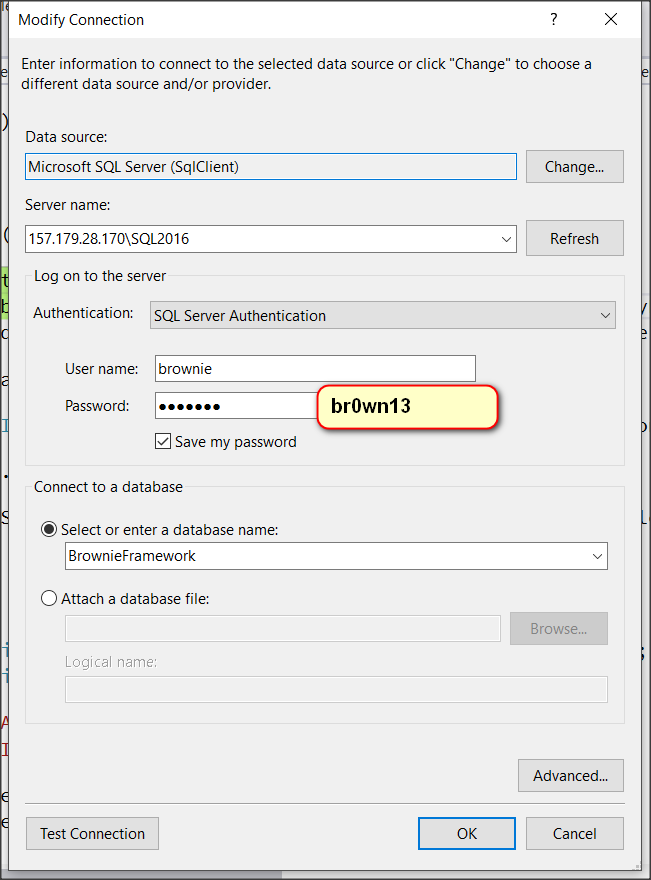 Modify Connection
?
Enter information to connect to the selected data source or click "Change" to choose a
different data source and/or provider.
Data source:
Microsoft SQL Server (SqlClient)
Change...
Server name:
157.179.28.170\SQL2016
Refresh
Log on to the server
Authentication:
SQL Server Authentication
User name:
brownie
Password:
●●●●●●●
br0wn13
Save my password
Connect to a database
Select or enter a database name:
BrownieFramework
Attach a database file:
Browse...
Logical name:
Advanced...
Test Connection
OK
Cancel